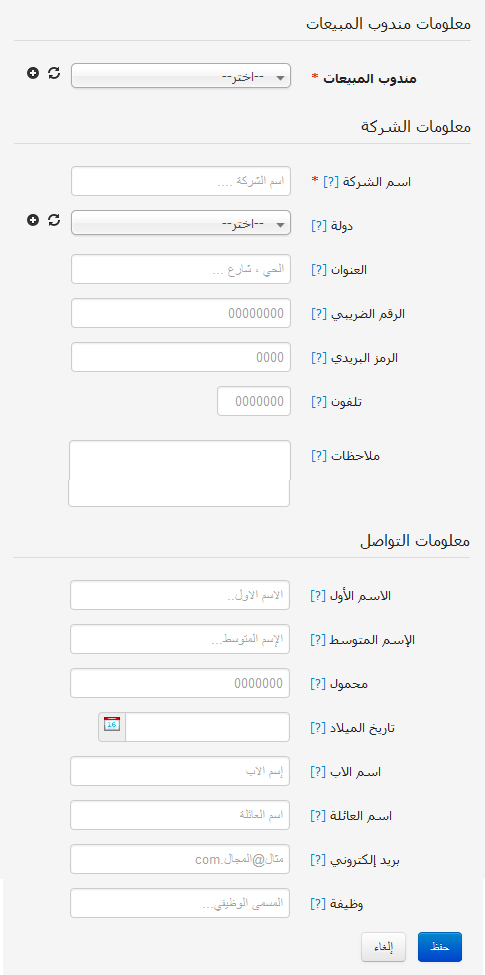 معلومات مندوب المبيعات
مندوب المبيعات * --اختر--
معلومات الشركة
اسم الشركة [?] * اسم الشركة ....
دولة [?] --اختر--
العنوان [?] الحي ، شارع ...
الرقم الضريبي [?] 00000000
الرمز البريدي [?] 0000
تلفون [?] 0000000
ملاحظات [?]
معلومات التواصل
الاسم الأول [?] الاسم الاول..
الإسم المتوسط [?] الإسم المتوسط...
محمول [?] 0000000
تاريخ الميلاد [?] 16
اسم الاب [?] إسم الاب
اسم العائلة [?] اسم العائلة
بريد إلكتروني [?] مثال@المجال.com
وظيفة [?] المسمى الوظيفي...
حفظ إلغاء